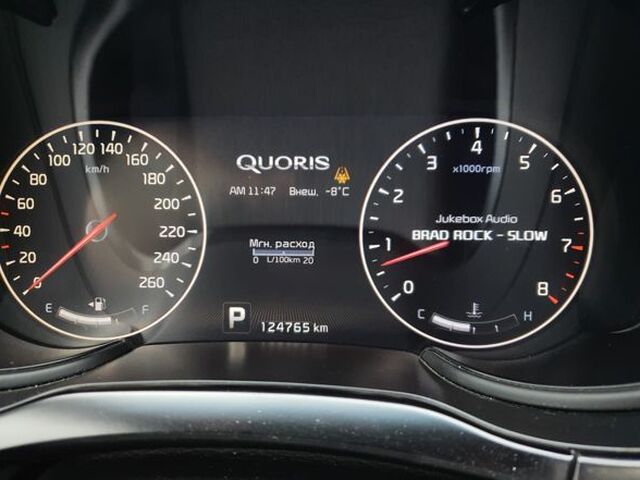 0
20
40
60
80
100
120
140
160
180
200
220
260
km/h
E
F
QUORIS
AM 11:47 Внеш. -8°C
Мгн. расход
0 L/100km 20
P
124765 km
0
1
2
3
4
5
6
7
8
x1000rpm
Jukebox Audio
BRAD ROCK - SLOW
C
H